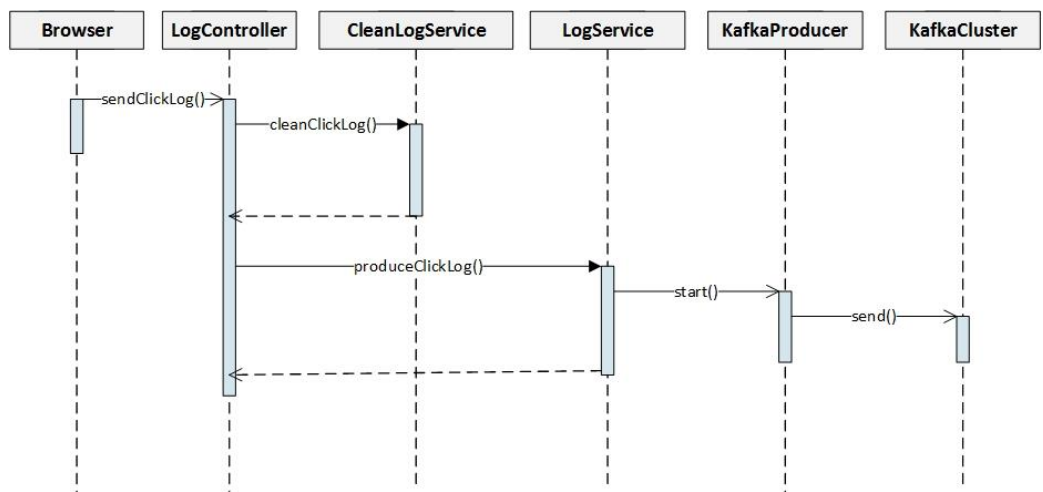 Browser
LogController
CleanLogService
LogService
KafkaProducer
KafkaCluster
sendClickLog()
cleanClickLog()
produceClickLog()
start()
send()